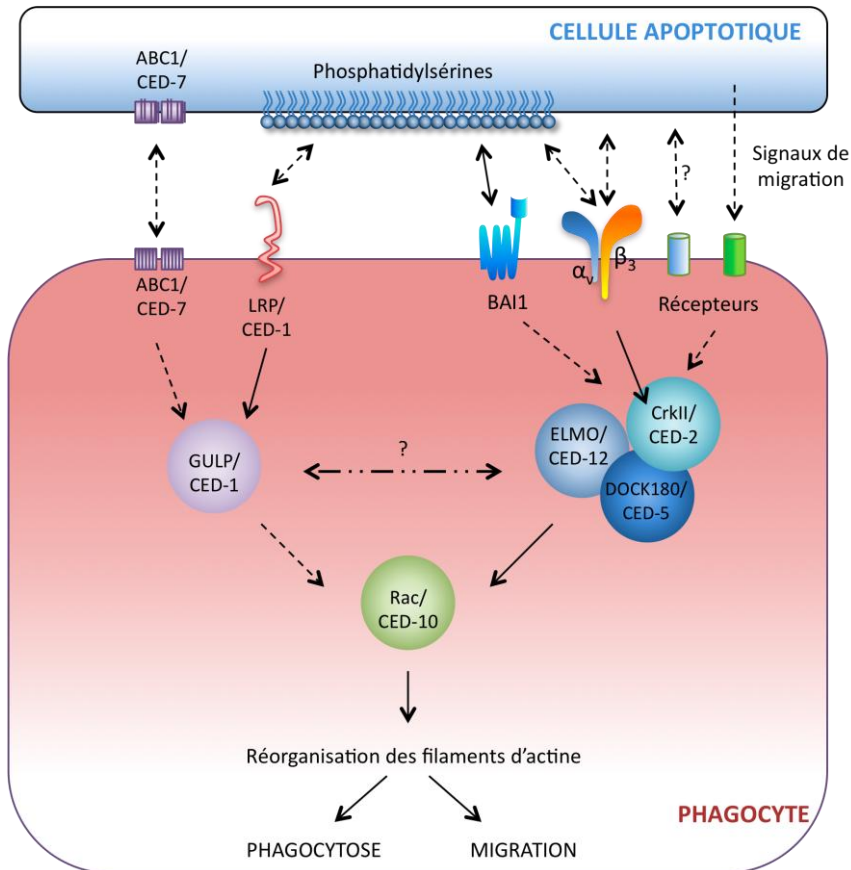 CELLULE APOPTOTIQUE
ABC1/
CED-7
Phosphatidylsérines
Signaux de
migration
?
ABC1/
CED-7
LRP/
CED-1
BAI1
αv
β3
Récepteurs
GULP/
CED-1
?
ELMO/
CED-12
CrkII/
CED-2
DOCK180/
CED-5
Rac/
CED-10
Réorganisation des filaments d'actine
PHAGOCYTOSE
MIGRATION
PHAGOCYTE